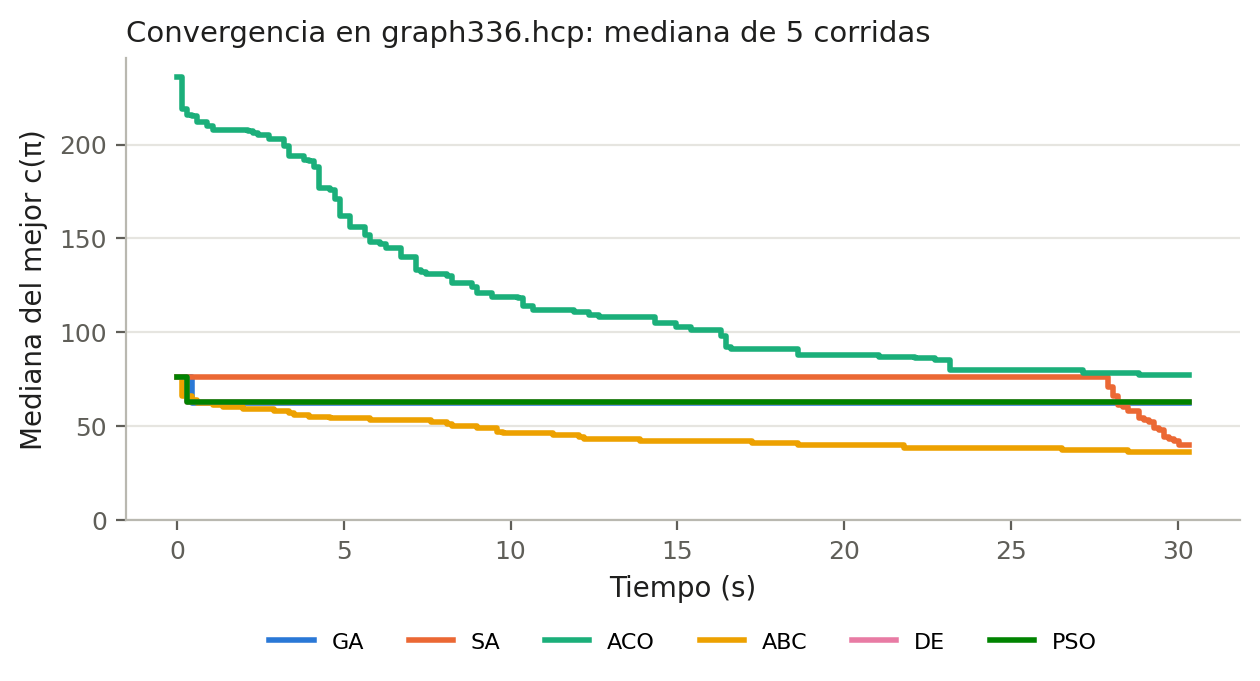 Convergencia en graph336.hcp: mediana de 5 corridas
Mediana del mejor c(π)
200
150
100
50
0
0 5 10 15 20 25 30
Tiempo (s)
GA SA ACO ABC DE PSO